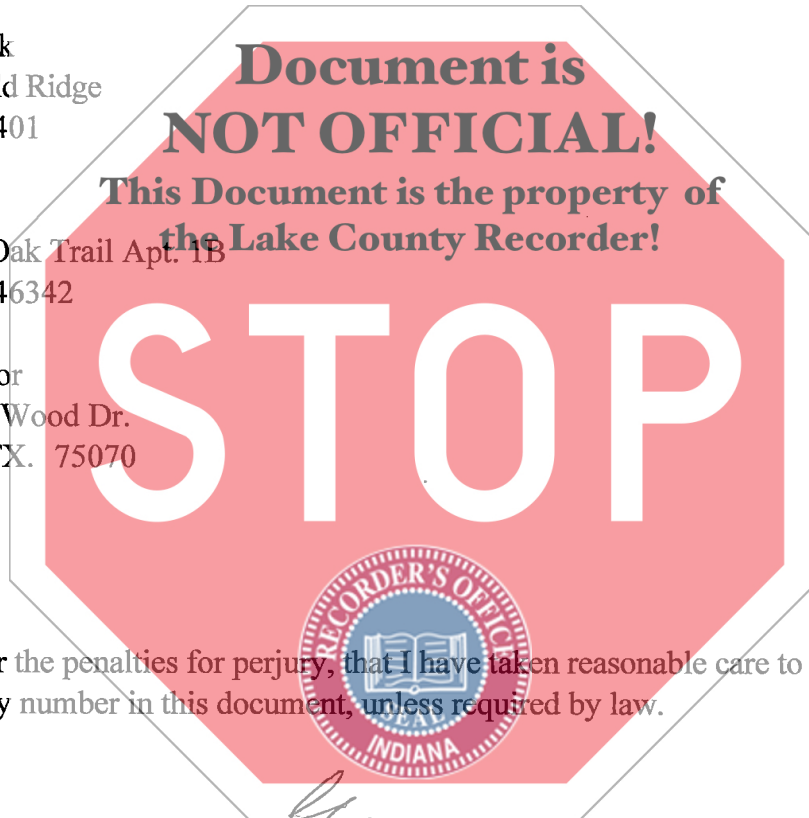 k
Document is
d Ridge
NOT OFFICIAL!
401
This Document is the property of
the Lake County Recorder!
Oak Trail Apt. 1B
46342
STOP
or
Wood Dr.
TX. 75070
RECORDER'S OFFICE
SEAL
INDIANA
r the penalties for perjury, that I have taken reasonable care to
y number in this document, unless required by law.